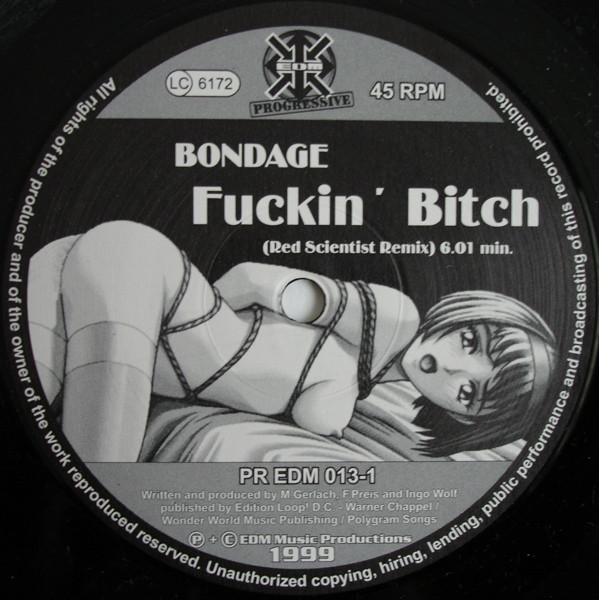 LC 6172
EDM
PROGRESSIVE
45 RPM
BONDAGE
Fuckin' Bitch
(Red Scientist Remix) 6.01 min.
PR EDM 013-1
Written and produced by M Gerlach, F Preis and Ingo Wolf
published by Edition Loop! D.C. - Warner Chappel /
Wonder World Music Publishing / Polygram Songs
P + C EDM Music Productions
1999
All rights of the producer and of the owner of the work reproduced reserved. Unauthorized copying, hiring, lending, public performance and broadcasting of this record prohibited.